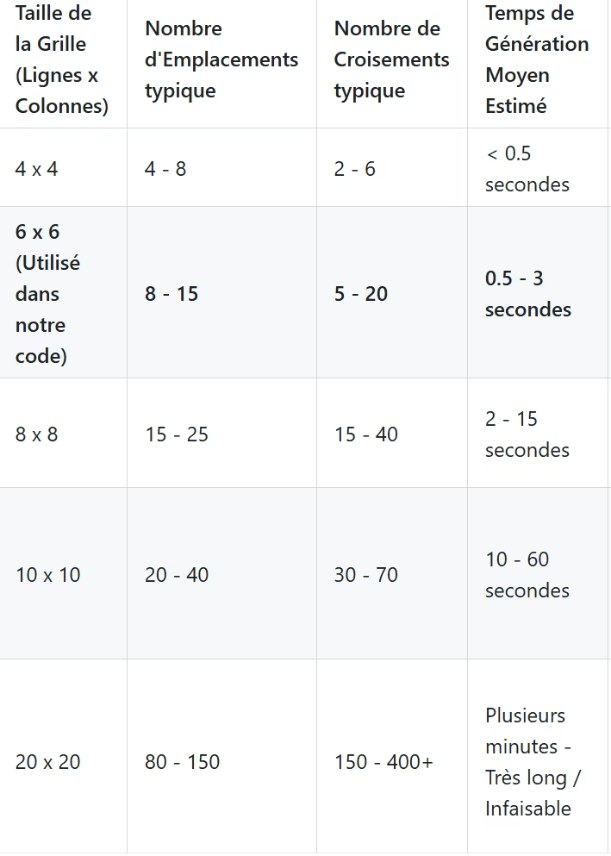 Taille de
la Grille
(Lignes x
Colonnes)
Nombre
d'Emplacements
typique
Nombre de
Croisements
typique
Temps de
Génération
Moyen
Estimé
4 x 4
4 - 8
2 - 6
< 0.5
secondes
6 x 6
(Utilisé
dans
notre
code)
8 - 15
5 - 20
0.5 - 3
secondes
8 x 8
15 - 25
15 - 40
2 - 15
secondes
10 x 10
20 - 40
30 - 70
10 - 60
secondes
20 x 20
80 - 150
150 - 400+
Plusieurs
minutes -
Très long /
Infaisable